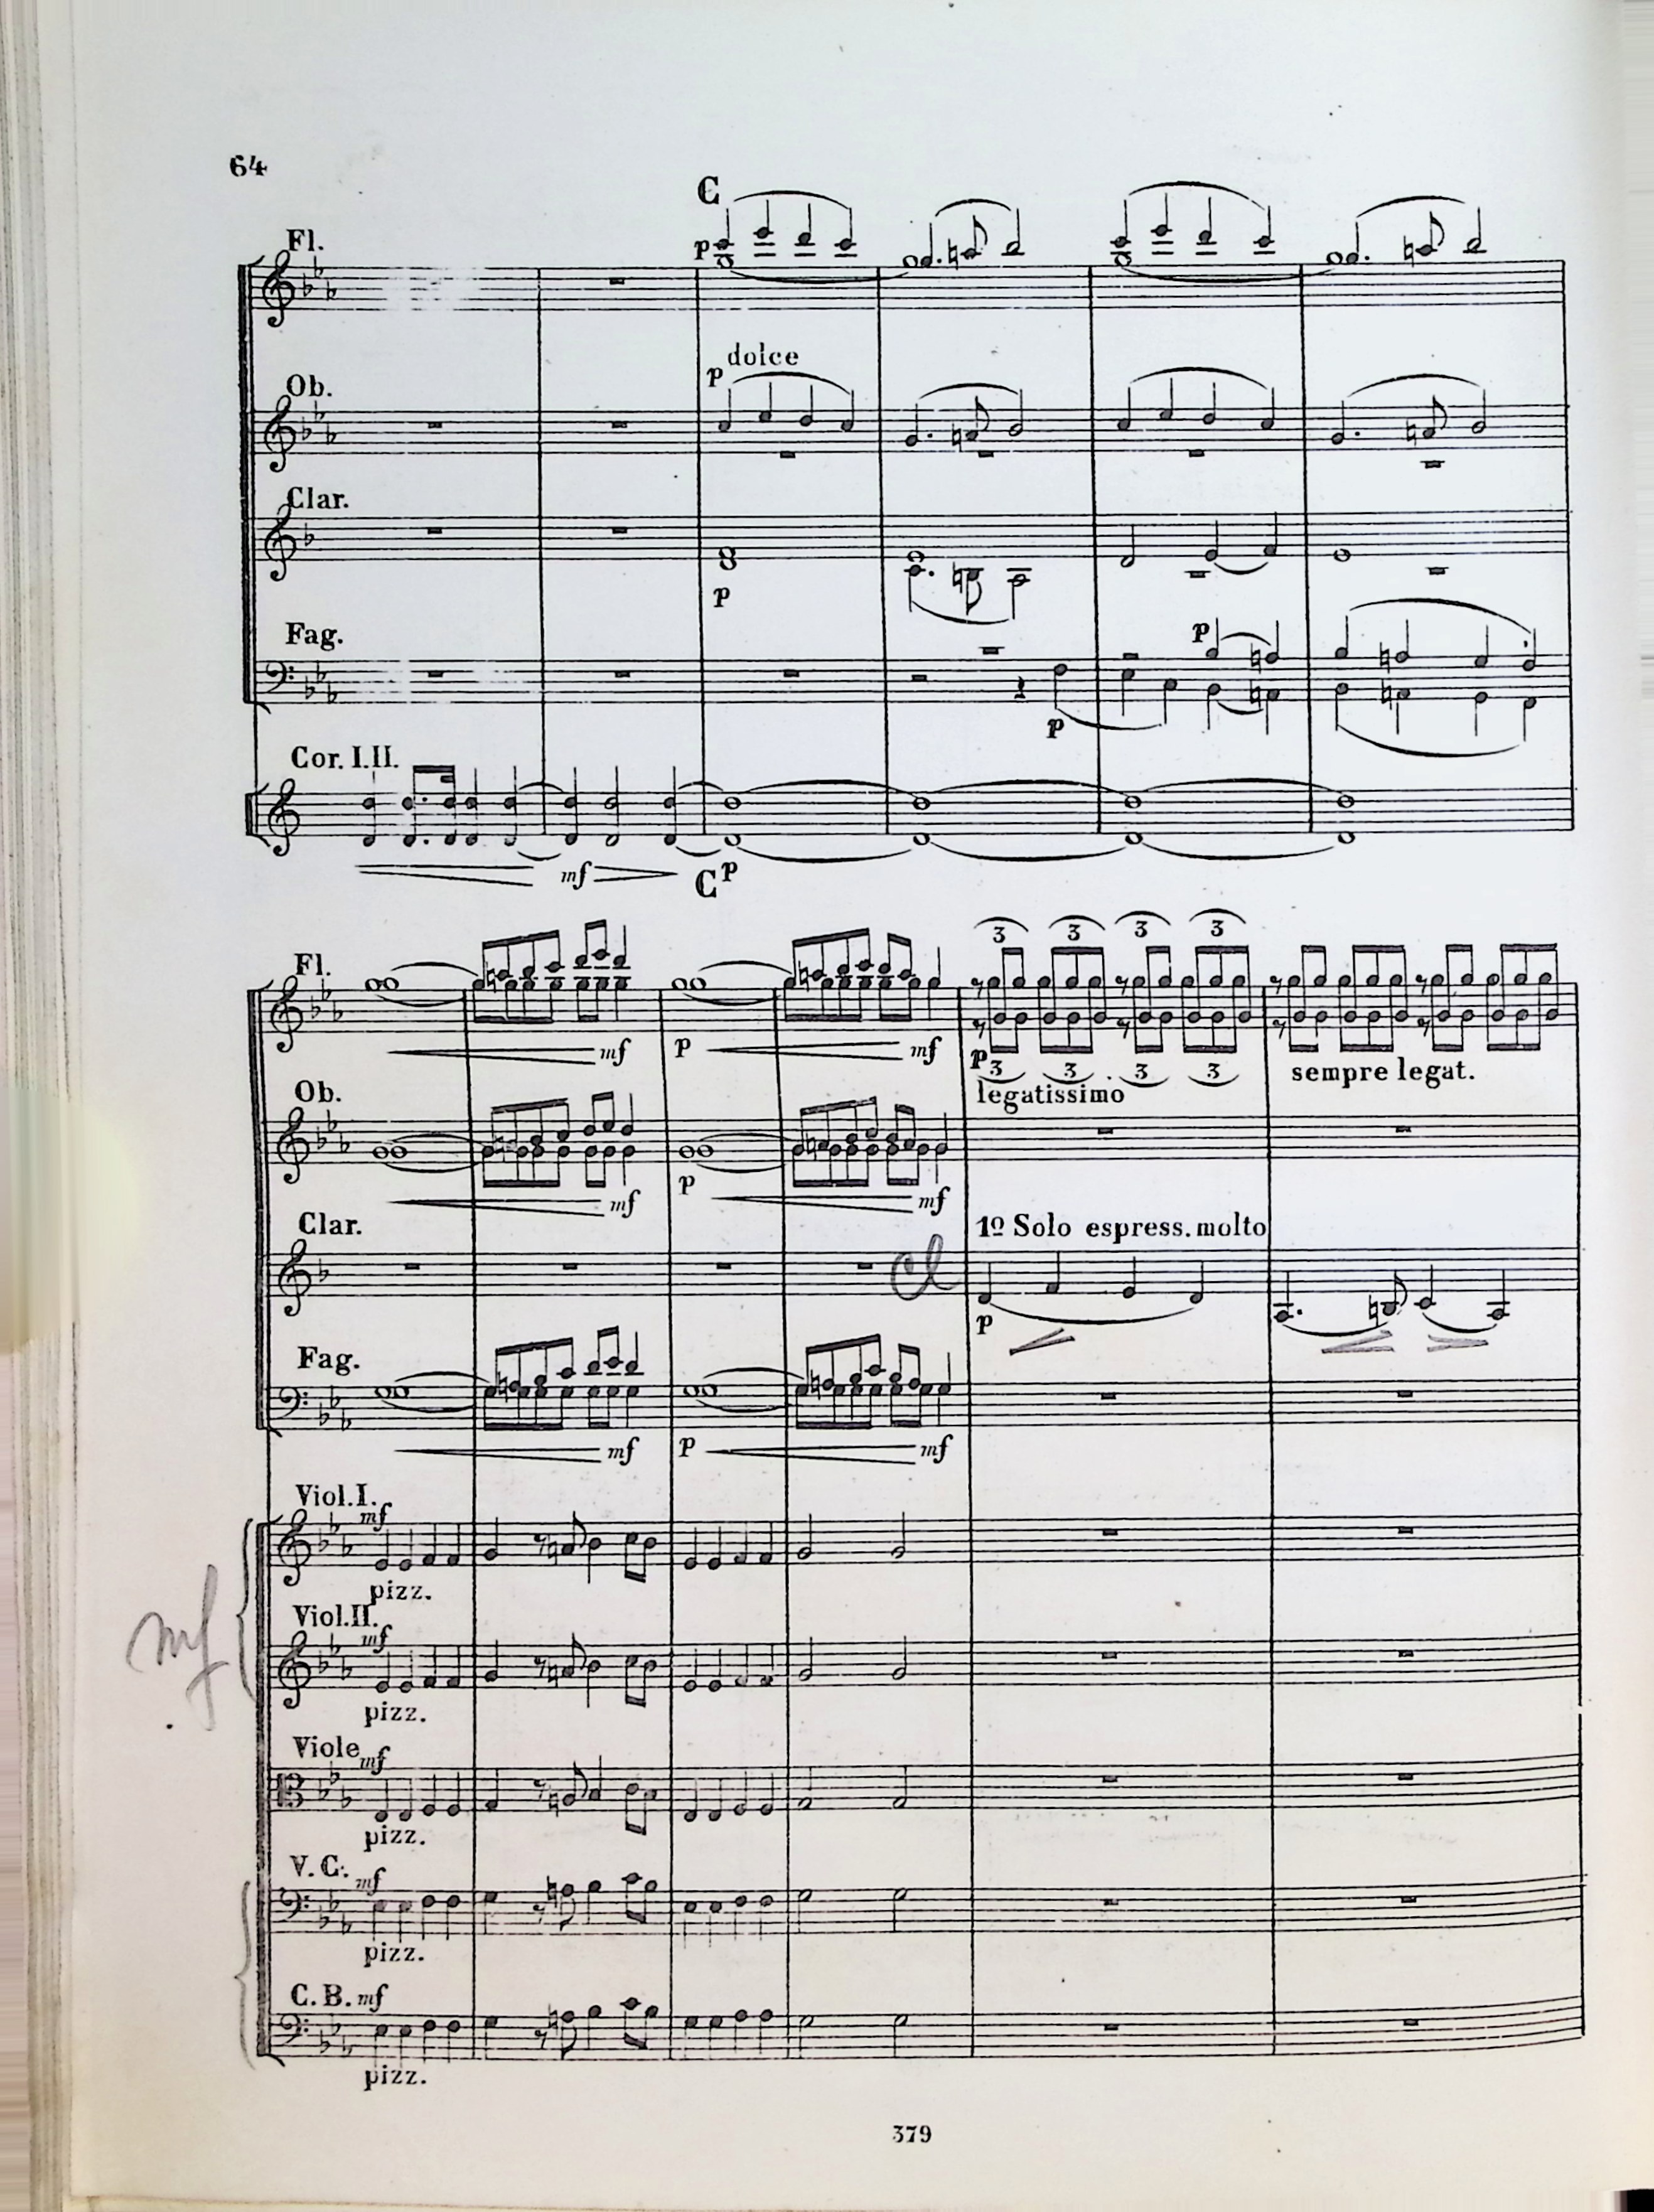 64
C
Fl.
p
dolce
p
Ob.
Clar.
p
Fag.
p
p
Cor. I. II.
mf
C p
Fl.
3 3 3 3
mf p mf p
3 3 3 3
legatissimo
sempre legat.
Ob.
mf p mf
Clar.
1º Solo espress. molto
cl
p
Fag.
mf p mf
Viol. I.
mf
pizz.
mf
Viol. II.
mf
pizz.
Viole
mf
pizz.
V. C.
mf
pizz.
C. B. mf
pizz.
379